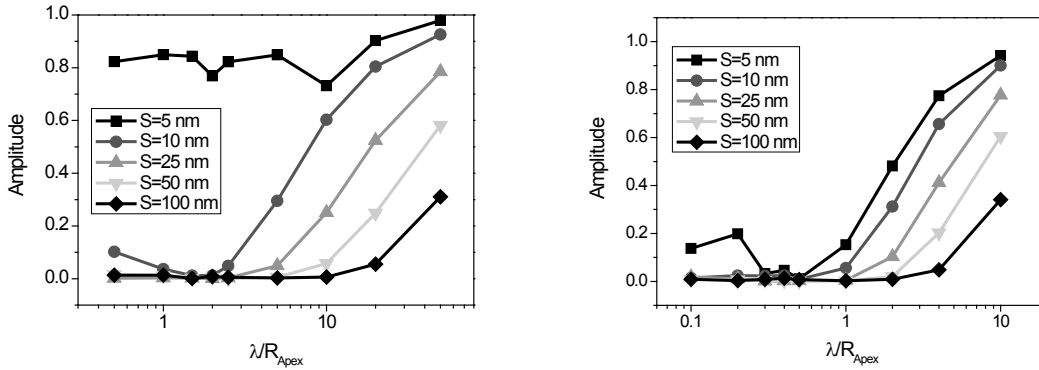 1.0
0.8
0.6
0.4
0.2
0.0
Amplitude
S=5 nm
S=10 nm
S=25 nm
S=50 nm
S=100 nm
1
10
λ/R_Apex
1.0
0.8
0.6
0.4
0.2
0.0
Amplitude
S=5 nm
S=10 nm
S=25 nm
S=50 nm
S=100 nm
0.1
1
10
λ/R_Apex